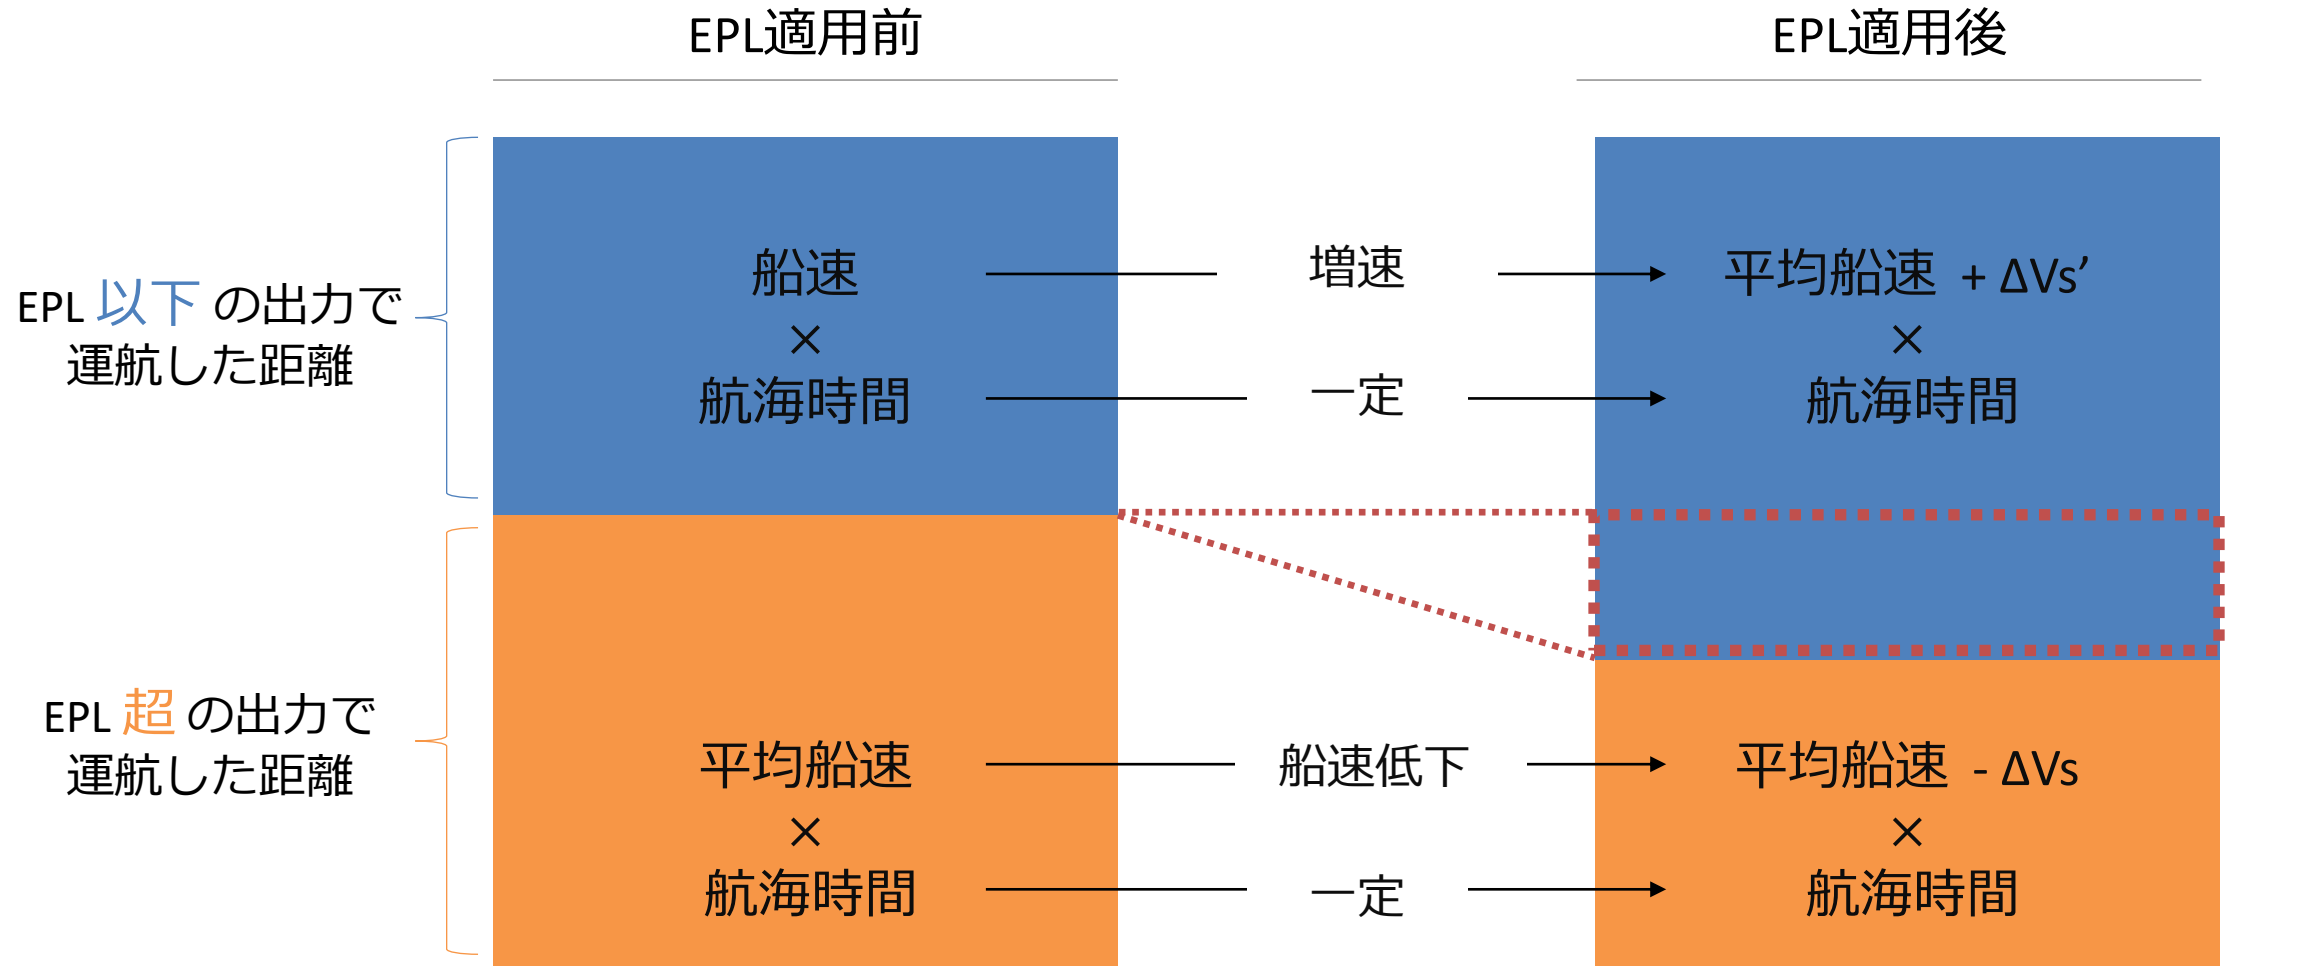 EPL適用前
EPL適用後
EPL 以下 の出力で
運航した距離
船速
×
航海時間
増速
一定
平均船速 + ΔVs’
×
航海時間
EPL 超 の出力で
運航した距離
平均船速
×
航海時間
船速低下
一定
平均船速 - ΔVs
×
航海時間